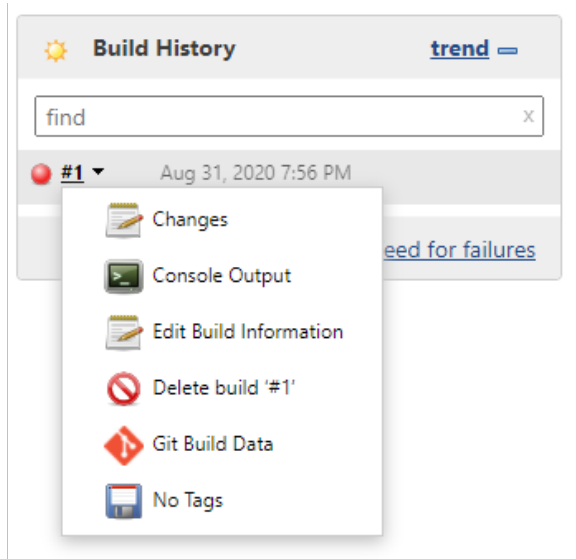 Build History trend
find x
#1 Aug 31, 2020 7:56 PM
Changes
eed for failures
Console Output
Edit Build Information
Delete build ‘#1’
Git Build Data
No Tags